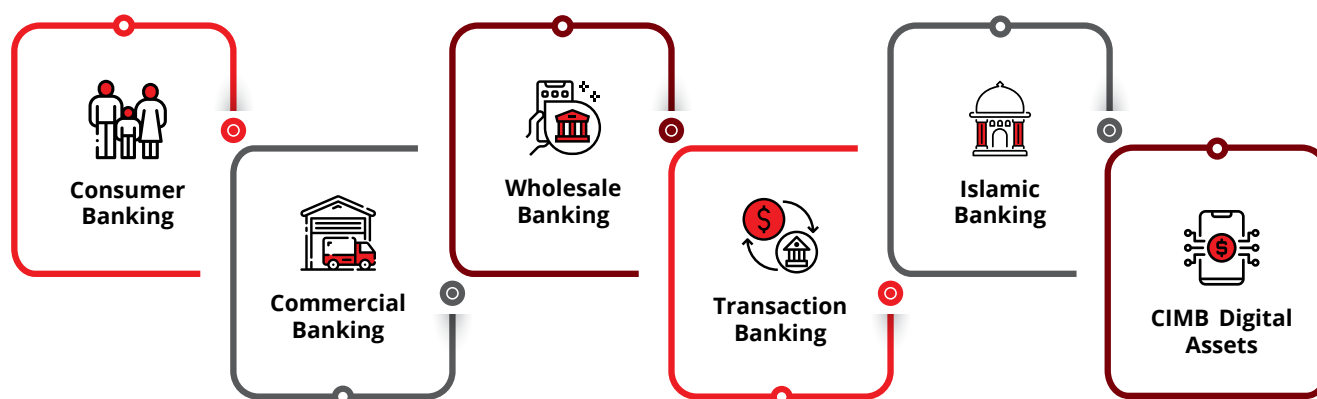 Consumer
Banking
Commercial
Banking
Wholesale
Banking
Transaction
Banking
Islamic
Banking
CIMB Digital
Assets